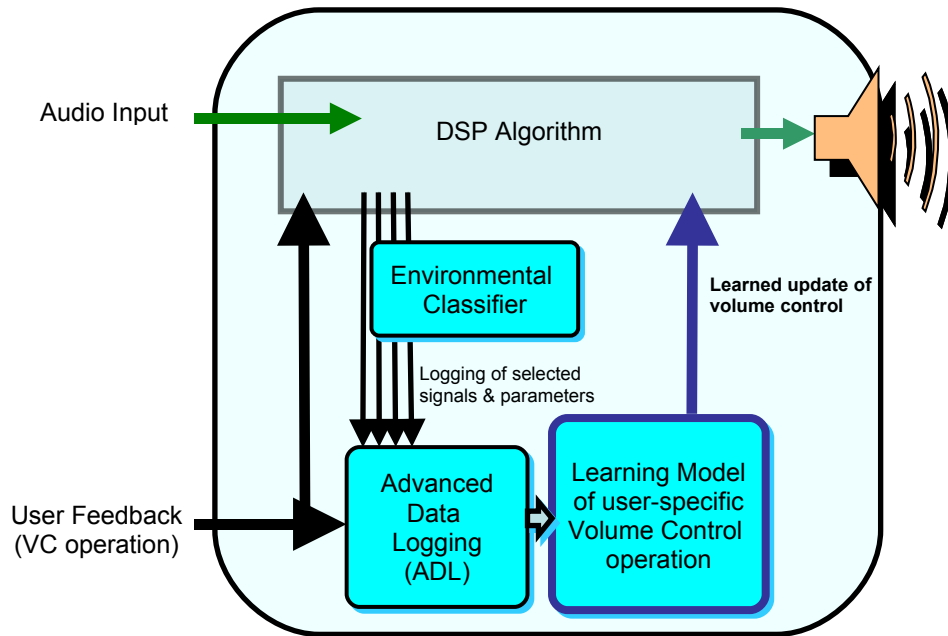 Audio Input
DSP Algorithm
Environmental
Classifier
Learned update of
volume control
Logging of selected
signals & parameters
User Feedback
(VC operation)
Advanced
Data
Logging
(ADL)
Learning Model
of user-specific
Volume Control
operation